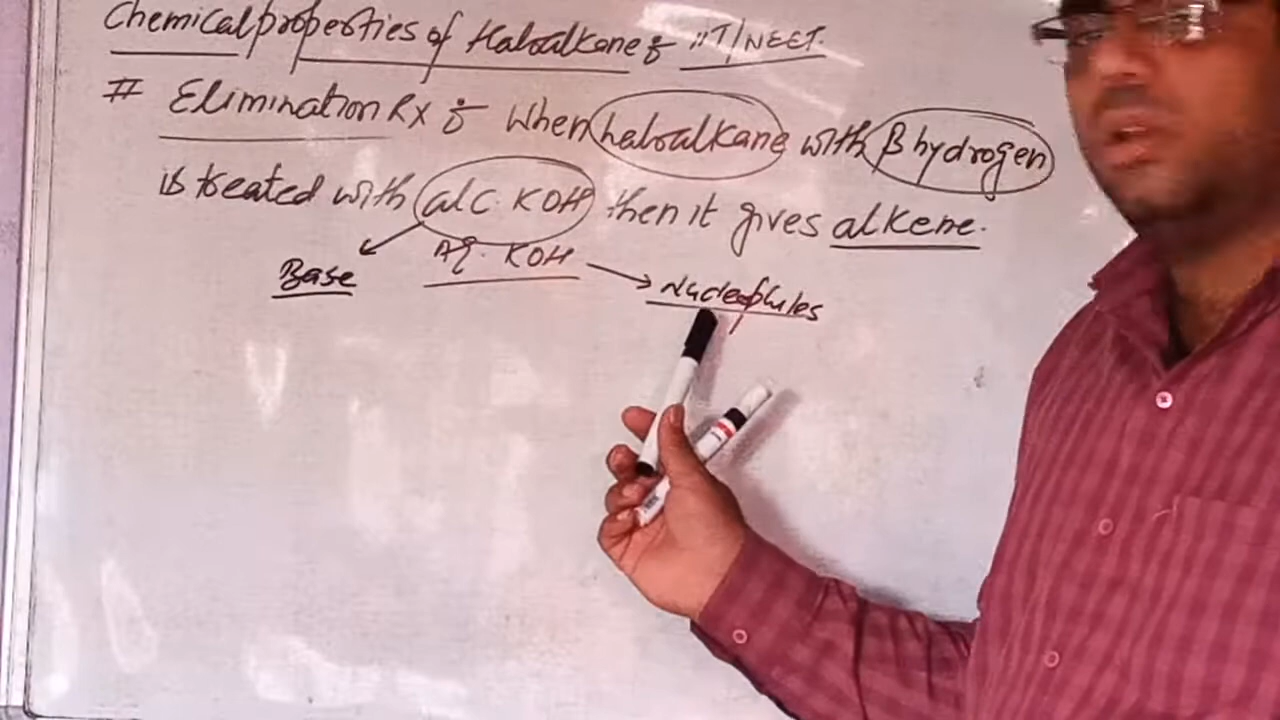 Chemical properties of Haloalkane :- IIT/NEET.
# Elimination Rx :- When haloalkane with β hydrogen
is treated with alc. KOH then it gives alkene.
Base Aq. KOH → Nucleophiles